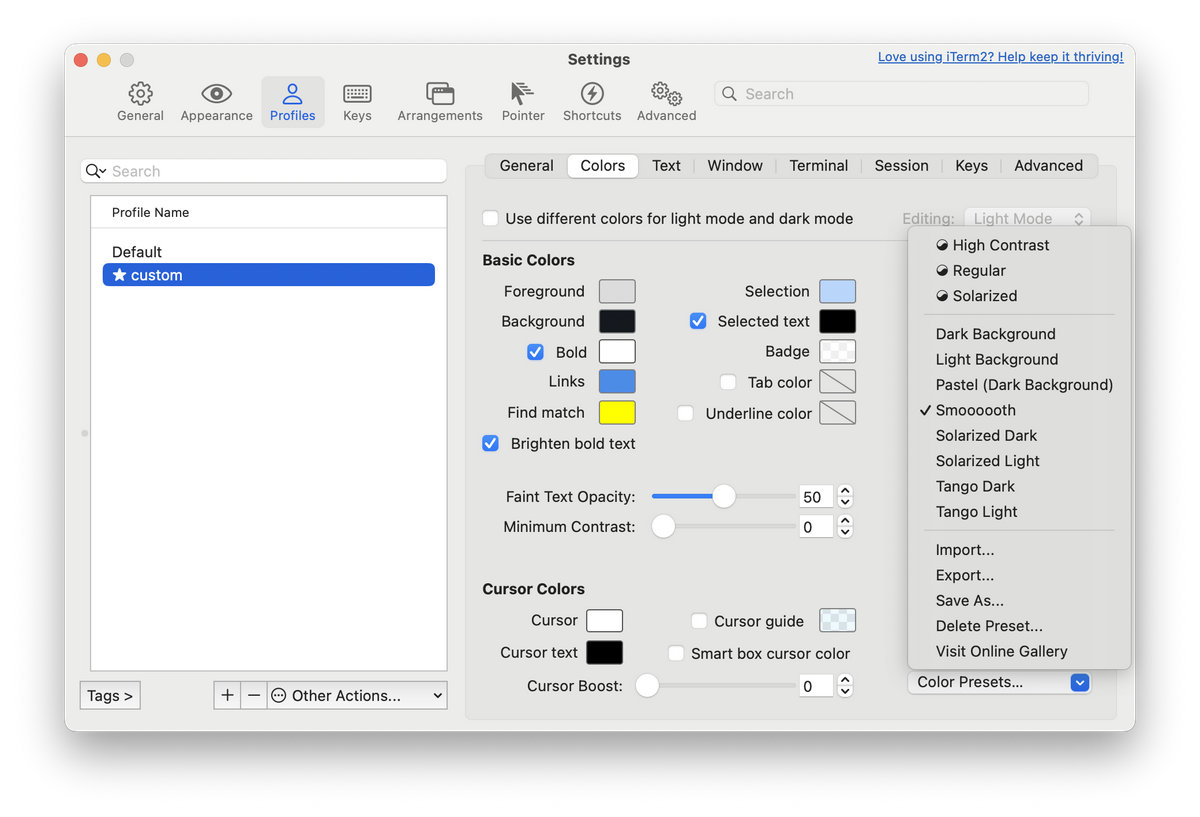 Settings
Love using iTerm2? Help keep it thriving!
General Appearance Profiles Keys Arrangements Pointer Shortcuts Advanced
Search
Search
Profile Name
Default
custom
Tags >
+ − Other Actions...
General Colors Text Window Terminal Session Keys Advanced
Use different colors for light mode and dark mode
Editing: Light Mode
Basic Colors
Foreground
Selection
Background
Selected text
Bold
Badge
Links
Tab color
Find match
Underline color
Brighten bold text
Faint Text Opacity: 50
Minimum Contrast: 0
Cursor Colors
Cursor
Cursor guide
Cursor text
Smart box cursor color
Cursor Boost: 0
High Contrast
Regular
Solarized
Dark Background
Light Background
Pastel (Dark Background)
Smoooooth
Solarized Dark
Solarized Light
Tango Dark
Tango Light
Import...
Export...
Save As...
Delete Preset...
Visit Online Gallery
Color Presets...